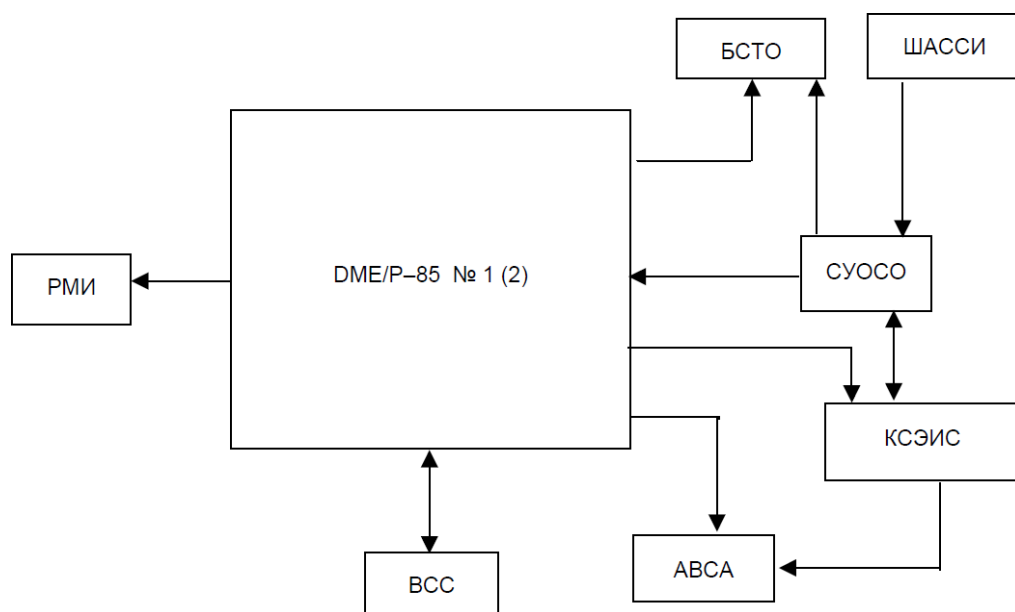 БСТО
ШАССИ
DME/P–85 № 1 (2)
СУОСО
РМИ
КСЭИС
АВСА
ВСС